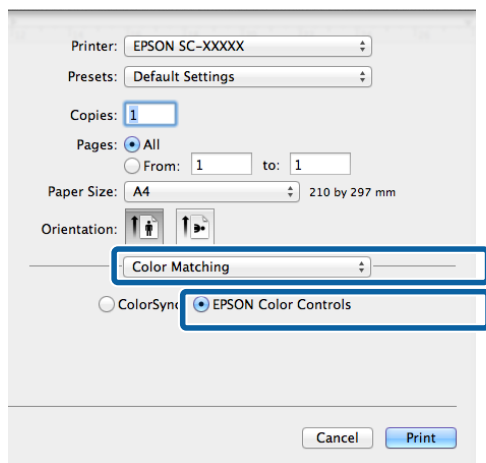 Printer: EPSON SC-XXXXX
Presets: Default Settings
Copies: 1
Pages: All
From: 1 to: 1
Paper Size: A4 210 by 297 mm
Orientation:
Color Matching
ColorSync EPSON Color Controls
Cancel Print